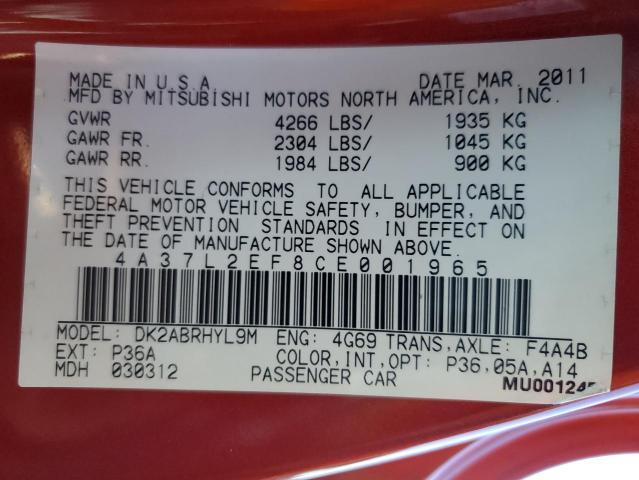 MADE IN U.S.A. DATE MAR. 2011
MFD BY MITSUBISHI MOTORS NORTH AMERICA, INC.
GVWR 4266 LBS/ 1935 KG
GAWR FR. 2304 LBS/ 1045 KG
GAWR RR. 1984 LBS/ 900 KG
THIS VEHICLE CONFORMS TO ALL APPLICABLE
FEDERAL MOTOR VEHICLE SAFETY, BUMPER, AND
THEFT PREVENTION STANDARDS IN EFFECT ON
THE DATE OF MANUFACTURE SHOWN ABOVE.
4A37L2EF8CE001965
MODEL: DK2ABRHYL9M ENG: 4G69 TRANS,AXLE: F4A4B
EXT: P36A COLOR,INT,OPT: P36,05A,A14
MDH 030312 PASSENGER CAR